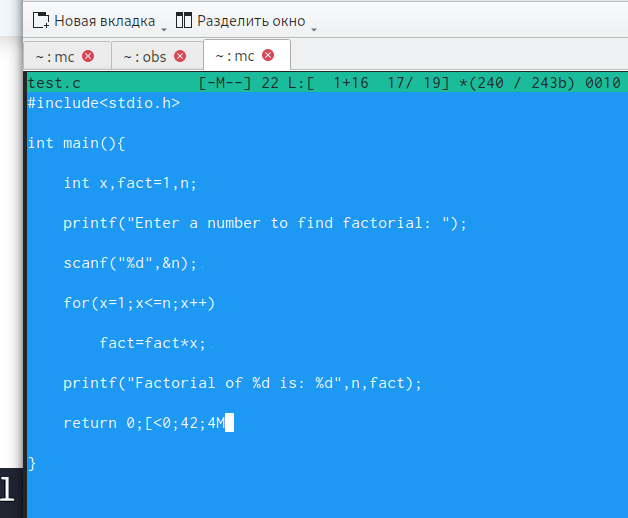 Новая вкладка Разделить окно
~ : mc ~ : obs ~ : mc
test.c [-M--] 22 L:[ 1+16 17/ 19] *(240 / 243b) 0010
#include<stdio.h>
int main(){
int x,fact=1,n;
printf("Enter a number to find factorial: ");
scanf("%d",&n);
for(x=1;x<=n;x++)
fact=fact*x;
printf("Factorial of %d is: %d",n,fact);
return 0;[<0;42;4M
}
l